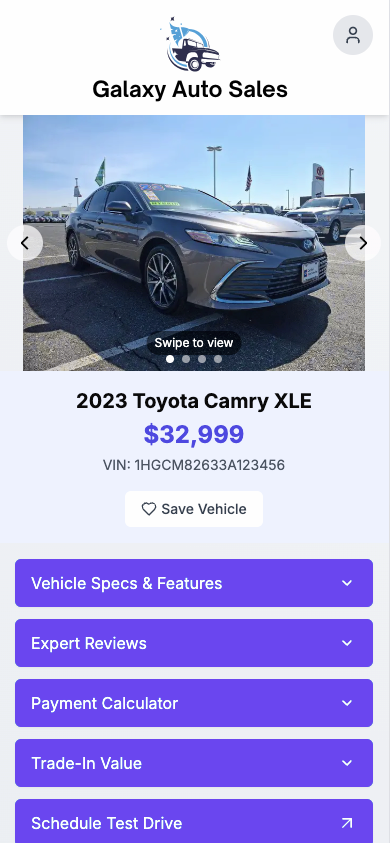 Galaxy Auto Sales
Swipe to view
2023 Toyota Camry XLE
$32,999
VIN: 1HGCM82633A123456
Save Vehicle
Vehicle Specs & Features
Expert Reviews
Payment Calculator
Trade-In Value
Schedule Test Drive